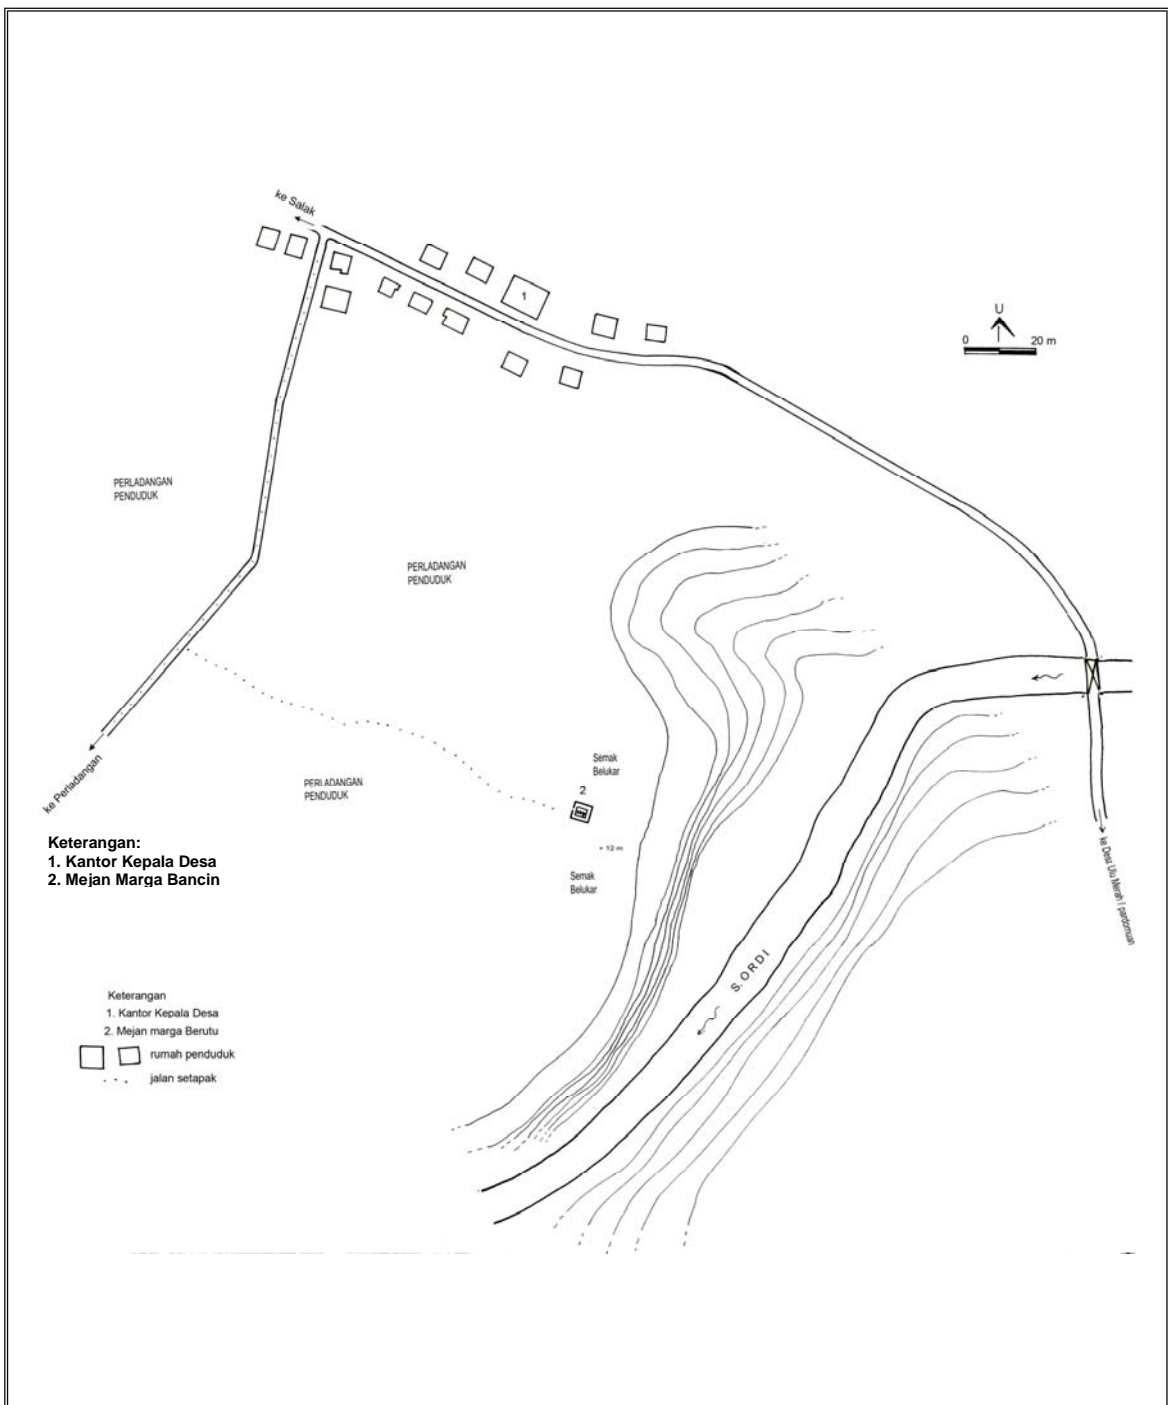 ke Salak
1
U
0 20 m
PERLADANGAN
PENDUDUK
PERLADANGAN
PENDUDUK
ke Perladangan
PERLADANGAN
PENDUDUK
Semak
Belukar
2
+ 12 m
Semak
Belukar
Keterangan:
1. Kantor Kepala Desa
2. Mejan Marga Bancin
ke Desa Ulu Merah I pardomuan
S. ORDI
Keterangan
1. Kantor Kepala Desa
2. Mejan marga Berutu
rumah penduduk
jalan setapak